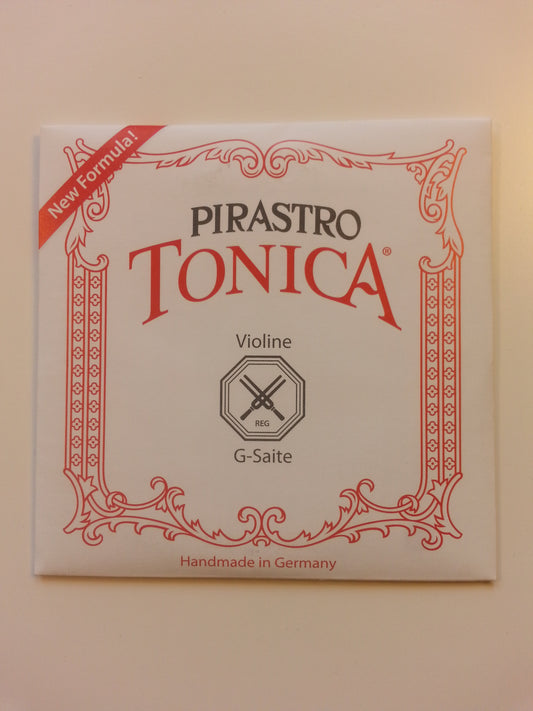 New Formula!
PIRASTRO
TONICA®
Violine
REG
G-Saite
Handmade in Germany